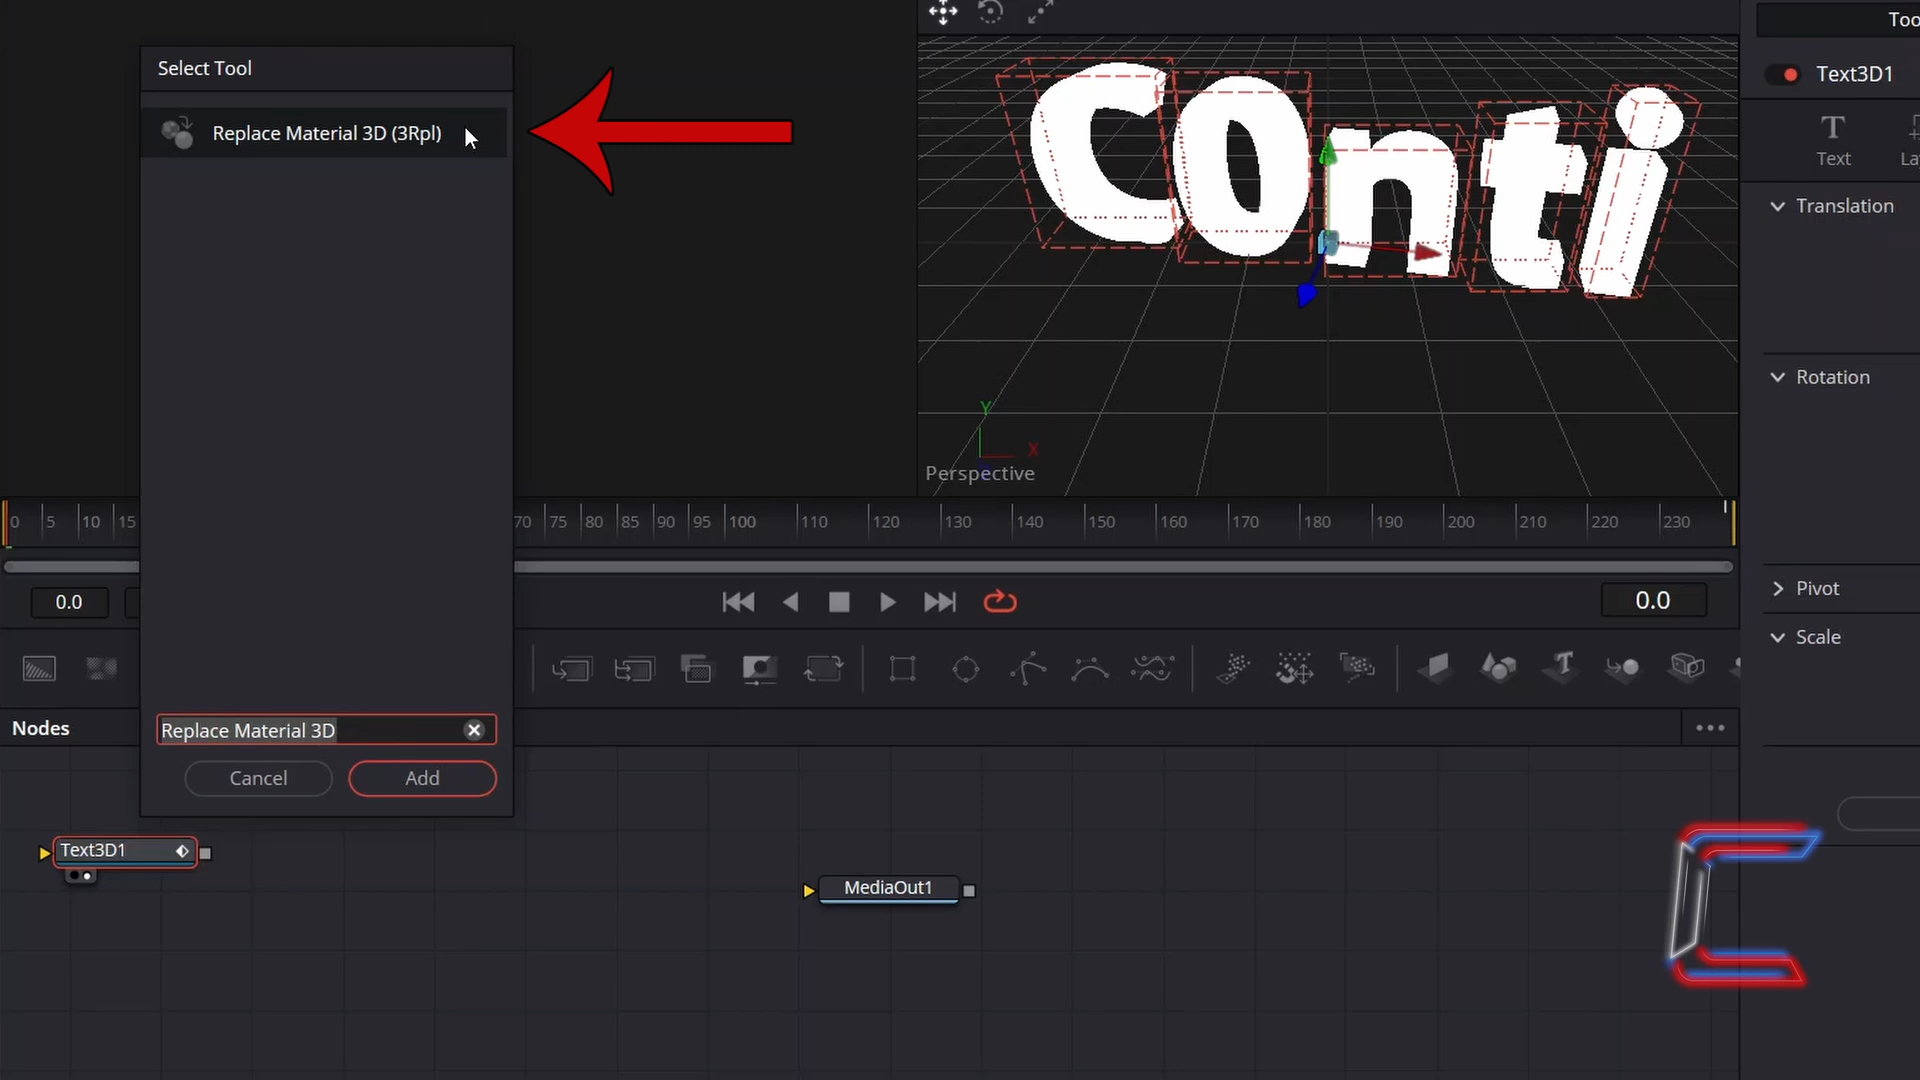 Select Tool
Replace Material 3D (3Rpl)
Conti
Y
X
Perspective
Too
Text3D1
Text
La
Translation
Rotation
Pivot
Scale
0 5 10 15 70 75 80 85 90 95 100 110 120 130 140 150 160 170 180 190 200 210 220 230
0.0
0.0
Nodes
Replace Material 3D
Cancel
Add
Text3D1
MediaOut1